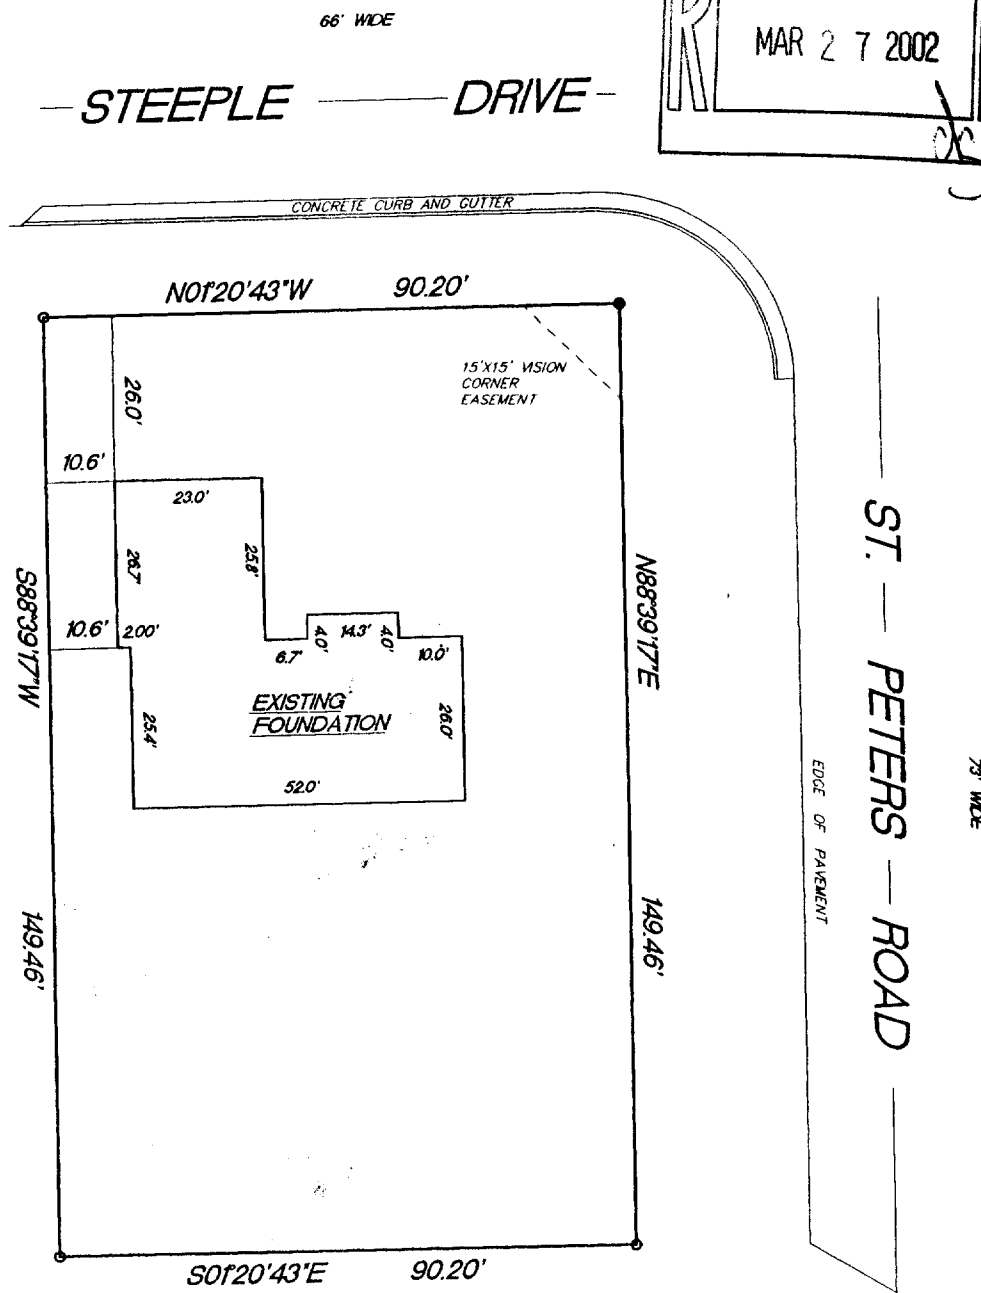 66' WIDE
R
MAR 2 7 2002
STEEPLE DRIVE
CONCRETE CURB AND GUTTER
N01°20'43"W 90.20'
15'X15' VISION
CORNER
EASEMENT
26.0'
10.6'
23.0'
26.7'
25.8'
10.6'
2.00'
6.7'
4.0'
14.3'
4.0'
10.0'
EXISTING
FOUNDATION
25.4'
26.0'
52.0'
S88°39'17"W
149.46'
N88°39'17"E
149.46'
ST. PETERS ROAD
73' WIDE
EDGE OF PAVEMENT
S01°20'43"E 90.20'